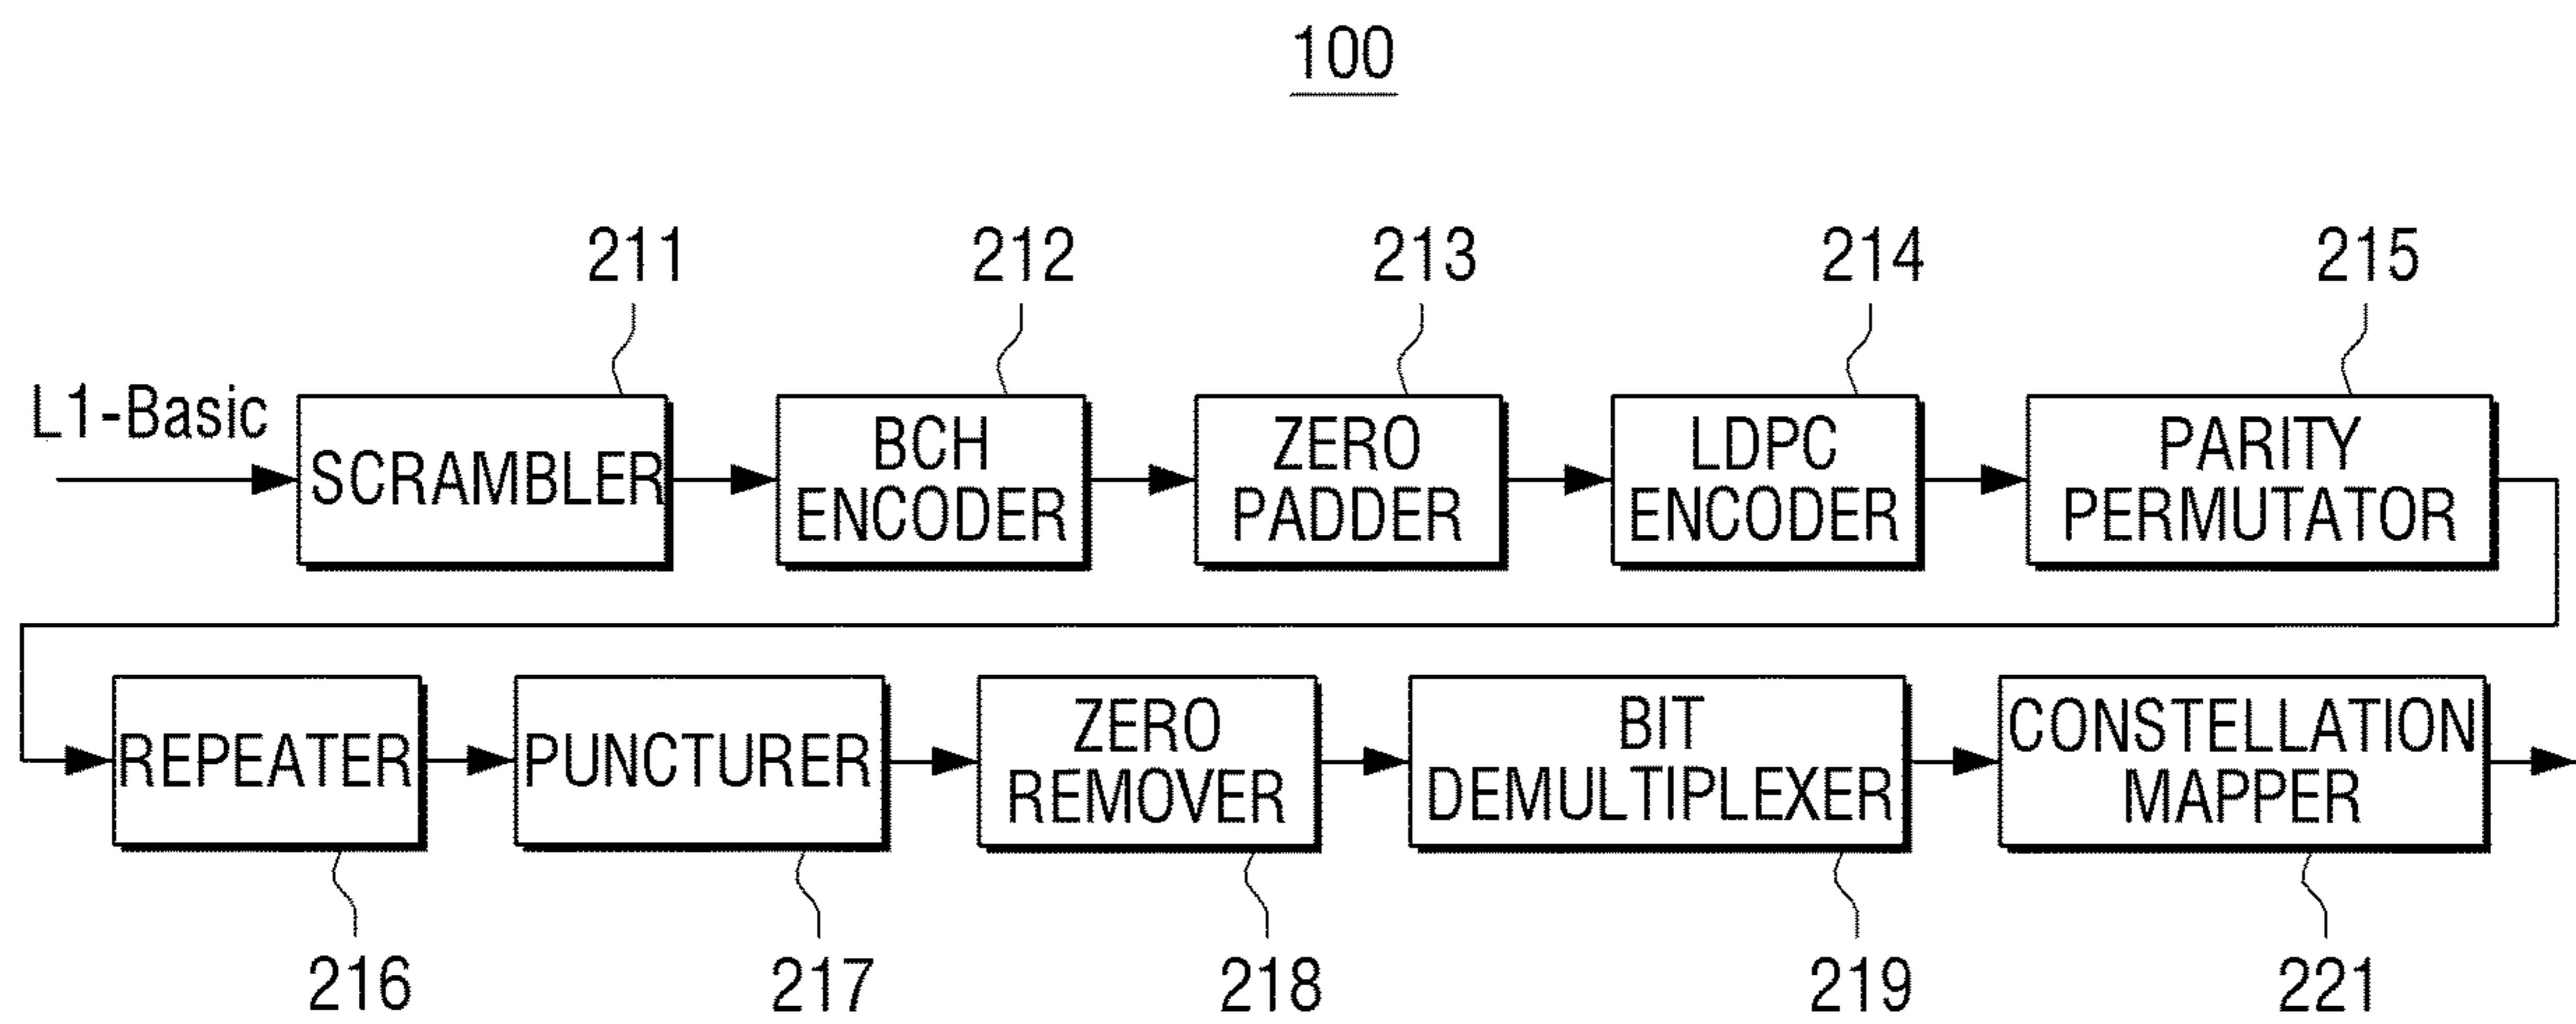 100
211
212
213
214
215
L1-Basic
SCRAMBLER
BCH
ENCODER
ZERO
PADDER
LDPC
ENCODER
PARITY
PERMUTATOR
REPEATER
PUNCTURER
ZERO
REMOVER
BIT
DEMULTIPLEXER
CONSTELLATION
MAPPER
216
217
218
219
221